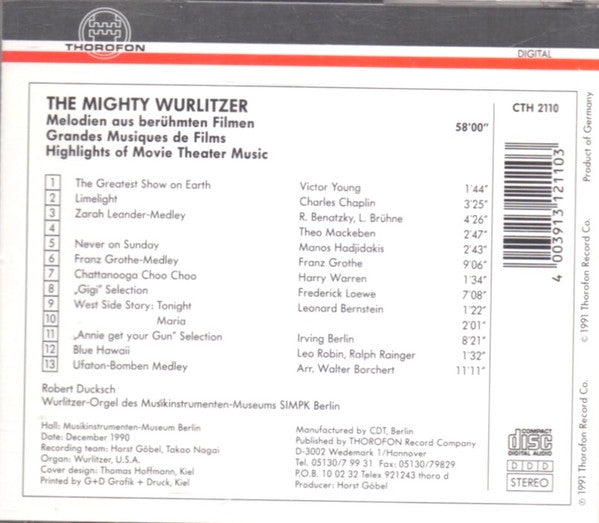 THOROFON
DIGITAL
THE MIGHTY WURLITZER
Melodien aus berühmten Filmen
Grandes Musiques de Films
Highlights of Movie Theater Music
58'00"
CTH 2110
1 The Greatest Show on Earth Victor Young 1'44"
2 Limelight Charles Chaplin 3'25"
3 Zarah Leander-Medley R. Benatzky, L. Brühne 4'26"
4 Theo Mackeben 2'47"
5 Never on Sunday Manos Hadjidakis 2'43"
6 Franz Grothe-Medley Franz Grothe 9'06"
7 Chattanooga Choo Choo Harry Warren 1'34"
8 „Gigi" Selection Frederick Loewe 7'08"
9 West Side Story: Tonight Leonard Bernstein 1'22"
10 Maria 2'01"
11 „Annie get your Gun" Selection Irving Berlin 8'21"
12 Blue Hawaii Leo Robin, Ralph Rainger 1'32"
13 Ufaton-Bomben Medley Arr. Walter Borchert 11'11"
Robert Ducksch
Wurlitzer-Orgel des Musikinstrumenten-Museums SIMPK Berlin
Hall: Musikinstrumenten-Museum Berlin
Date: December 1990
Recording team: Horst Göbel, Takao Nagai
Organ: Wurlitzer, U.S.A.
Cover design: Thomas Hoffmann, Kiel
Printed by G+D Grafik + Druck, Kiel
Manufactured by CDT, Berlin
Published by THOROFON Record Company
D-3002 Wedemark 1/Hannover
Tel. 05130/7 99 31 Fax: 05130/79829
P.O.B. 10 02 32 Telex 921243 thoro d
Producer: Horst Göbel
4 003913 121103
COMPACT
disc
DIGITAL AUDIO
D D D
STEREO
Product of Germany
© 1991 Thorofon Record Co.
℗ 1991 Thorofon Record Co.